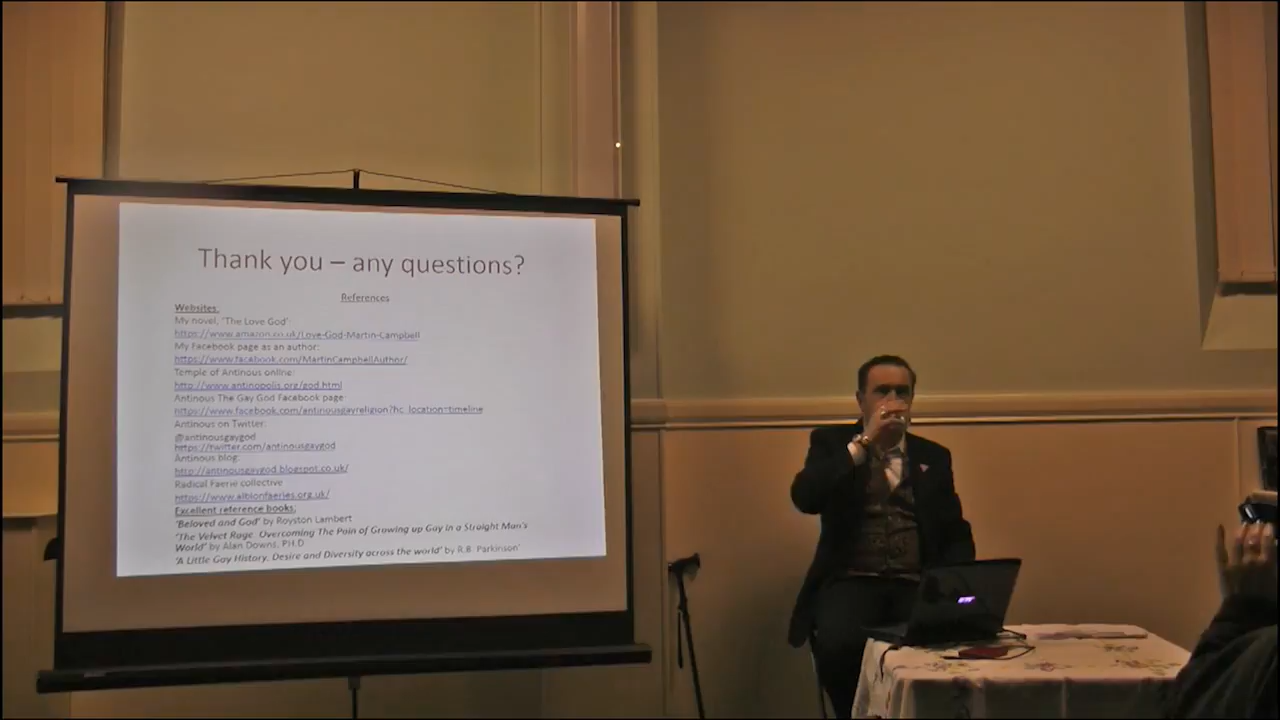 Thank you – any questions?
References
Websites:
My novel, 'The Love God':
https://www.amazon.co.uk/Love-God-Martin-Campbell
My Facebook page as an author:
https://www.facebook.com/MartinCampbellAuthor/
Temple of Antinous online:
http://www.antinopolis.org/god.html
Antinous The Gay God Facebook page:
https://www.facebook.com/antinousgayreligion?hc_location=timeline
Antinous on Twitter:
@antinousgaygod
https://twitter.com/antinousgaygod
Antinous blog:
http://antinousgaygod.blogspot.co.uk/
Radical Faerie collective
https://www.albionfaeries.org.uk/
Excellent reference books:
'Beloved and God' by Royston Lambert
'The Velvet Rage Overcoming The Pain of Growing up Gay in a Straight Man's
World' by Alan Downs, PH.D
'A Little Gay History. Desire and Diversity across the world' by R.B. Parkinson'